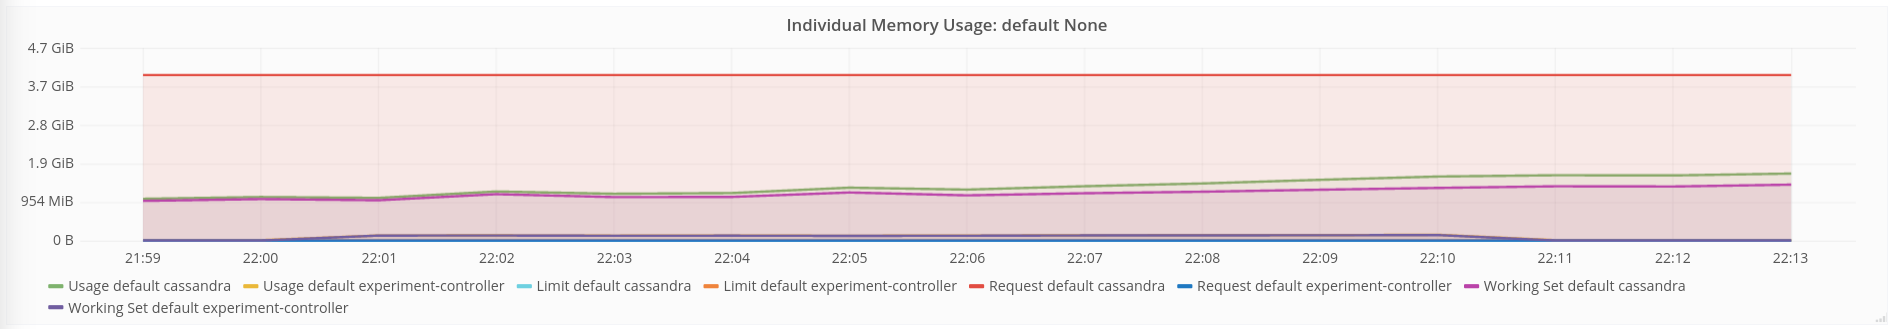 Individual Memory Usage: default None
4.7 GiB
3.7 GiB
2.8 GiB
1.9 GiB
954 MiB
0 B
21:59 22:00 22:01 22:02 22:03 22:04 22:05 22:06 22:07 22:08 22:09 22:10 22:11 22:12 22:13
Usage default cassandra Usage default experiment-controller Limit default cassandra Limit default experiment-controller Request default cassandra Request default experiment-controller Working Set default cassandra
Working Set default experiment-controller